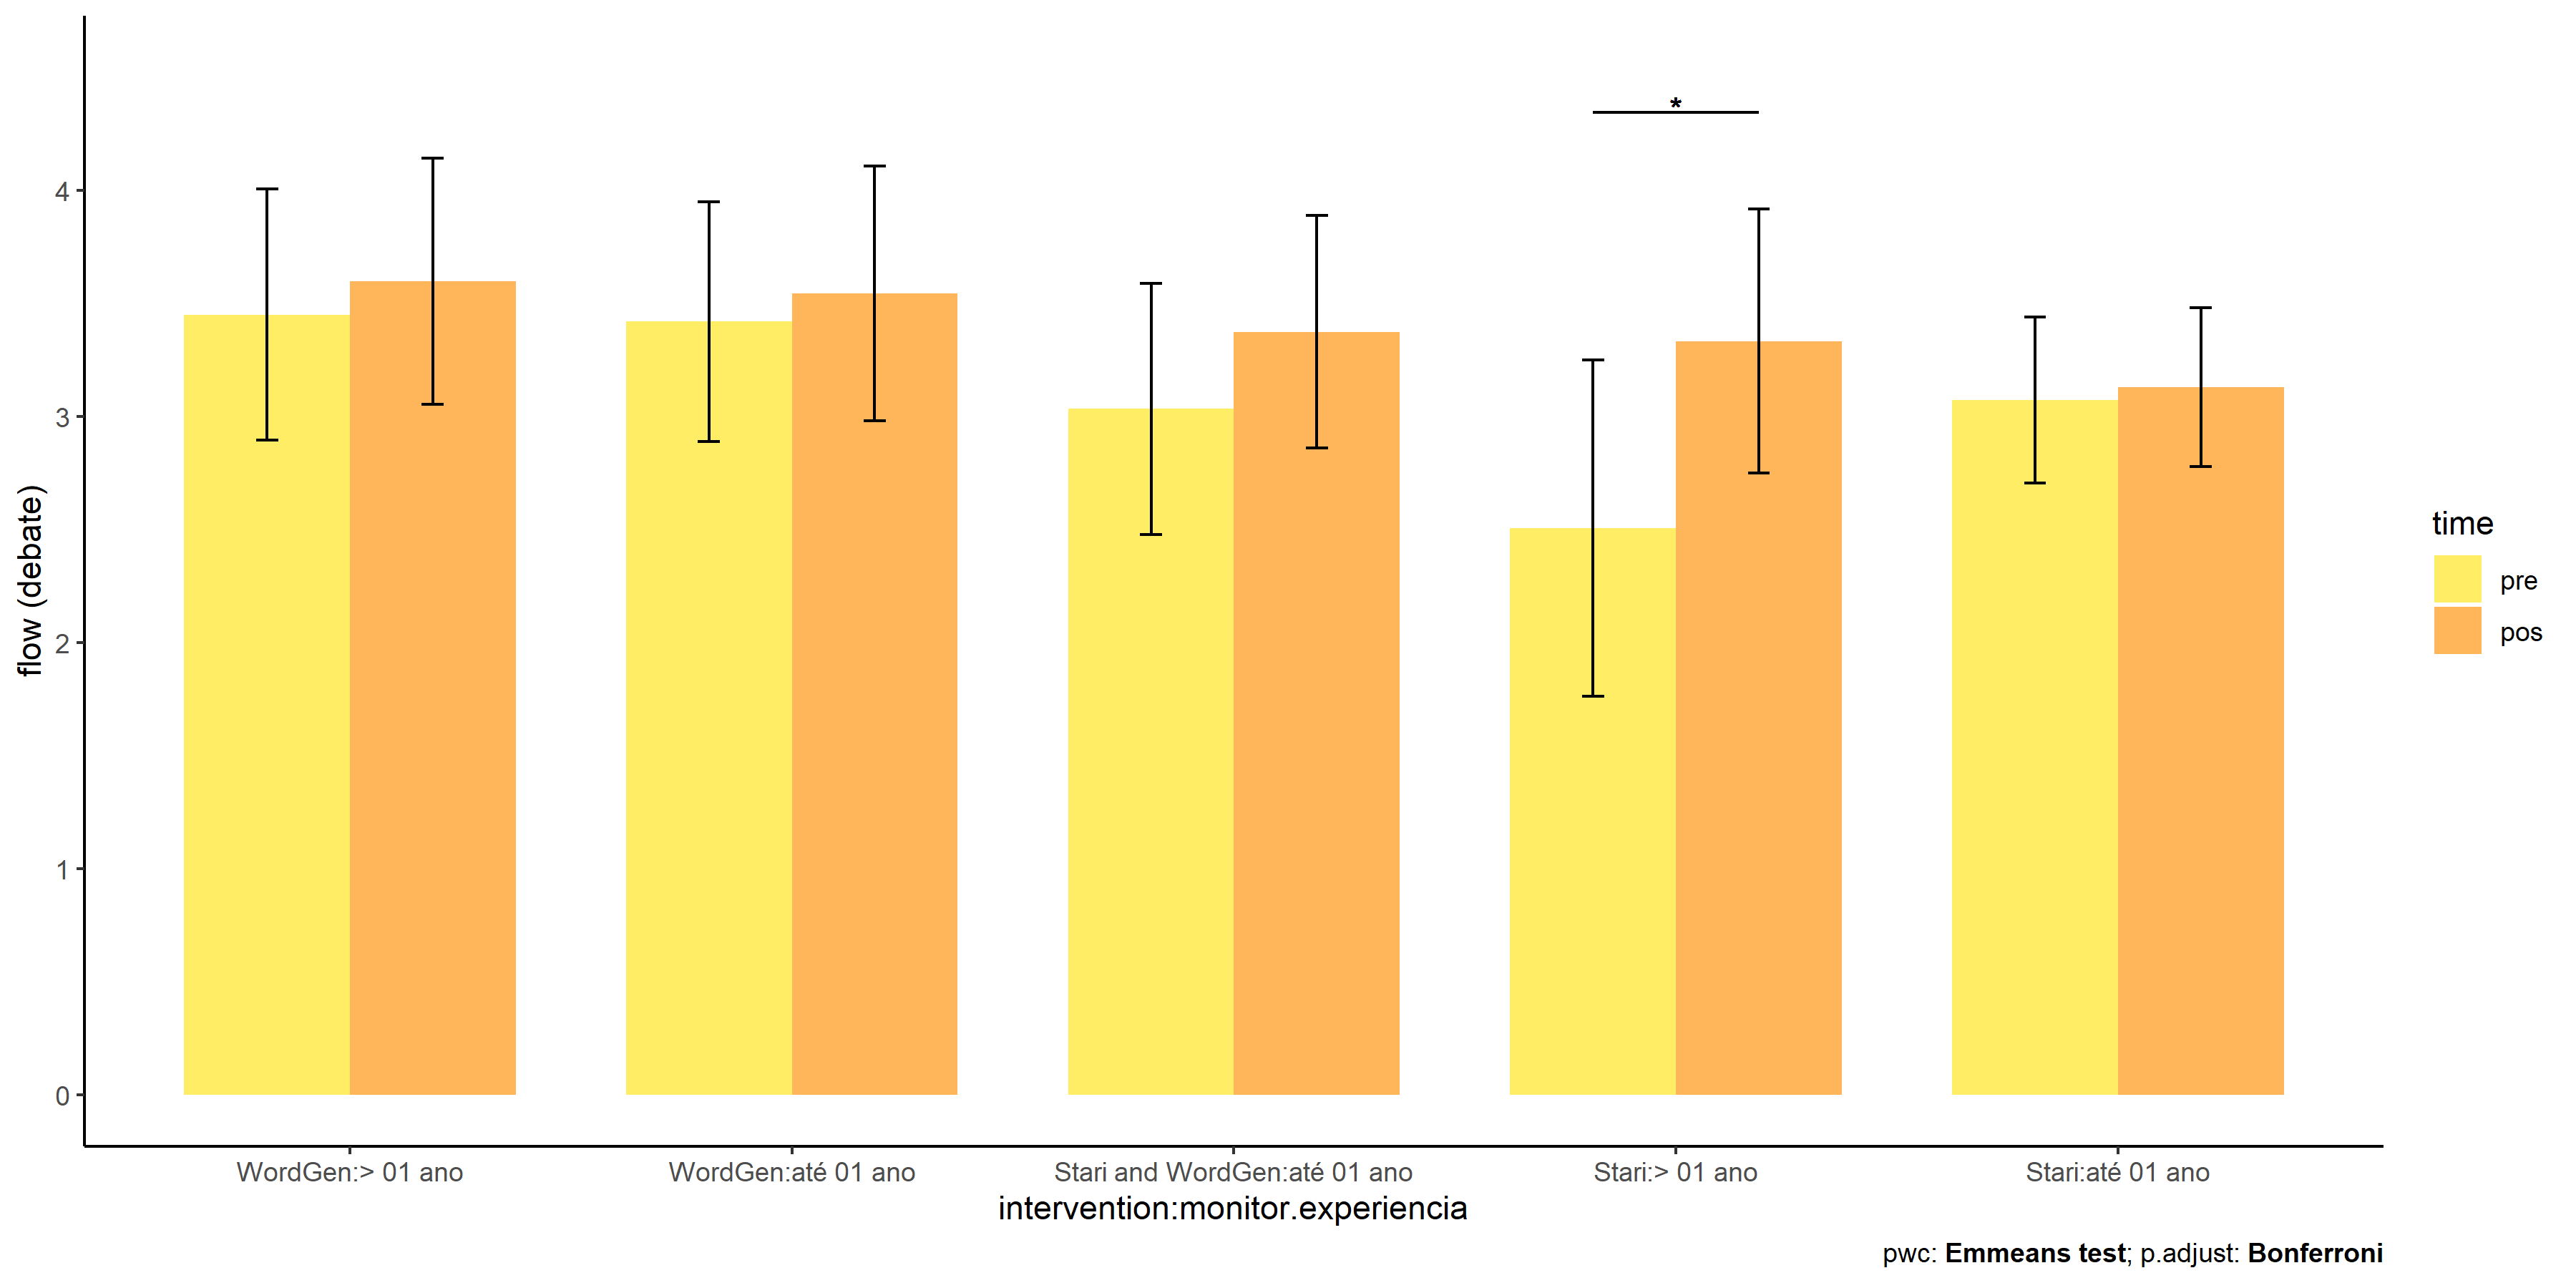 *
4
3
2
1
0
flow (debate)
WordGen:> 01 ano
WordGen:até 01 ano
Stari and WordGen:até 01 ano
Stari:> 01 ano
Stari:até 01 ano
intervention:monitor.experiencia
time
pre
pos
pwc: Emmeans test; p.adjust: Bonferroni